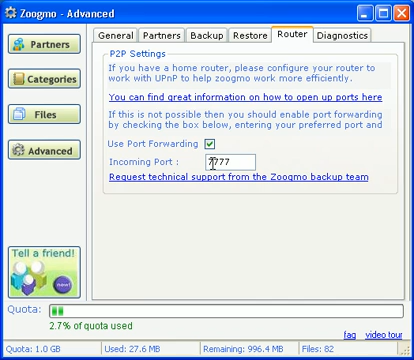 Zoogmo - Advanced
General Partners Backup Restore Router Diagnostics
Partners
Categories
Files
Advanced
P2P Settings
If you have a home router, please configure your router to
work with UPnP to help zoogmo work more efficiently.
You can find great information on how to open up ports here
If this is not possible then you should enable port forwarding
by checking the box below, entering your preferred port and
Use Port Forwarding
Incoming Port : 7777
Request technical support from the Zoogmo backup team
Tell a friend!
new!
Quota:
2.7% of quota used
faq video tour
Quota: 1.0 GB Used: 27.6 MB Remaining: 996.4 MB Files: 82